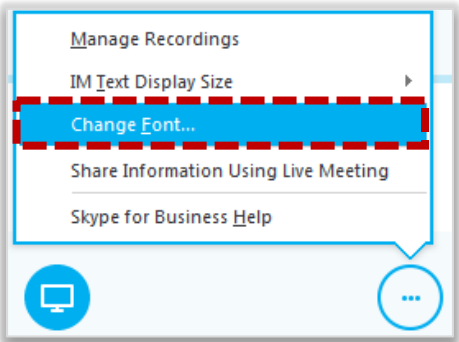 Manage Recordings
IM Text Display Size
Change Font...
Share Information Using Live Meeting
Skype for Business Help